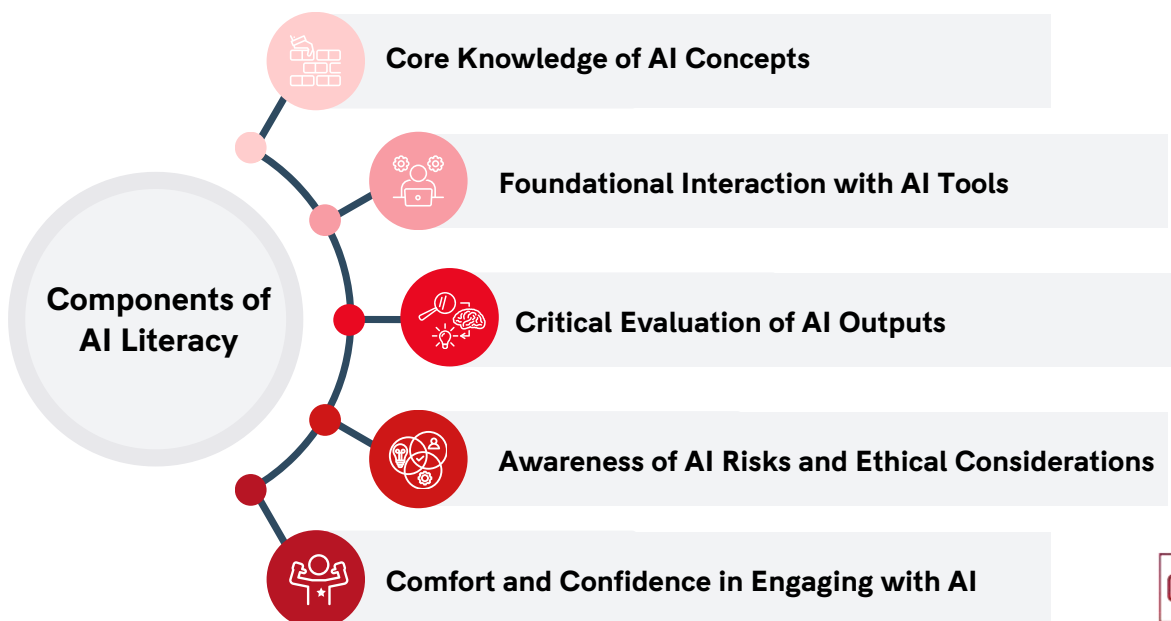 Core Knowledge of AI Concepts
Foundational Interaction with AI Tools
Components of
AI Literacy
Critical Evaluation of AI Outputs
Awareness of AI Risks and Ethical Considerations
Comfort and Confidence in Engaging with AI